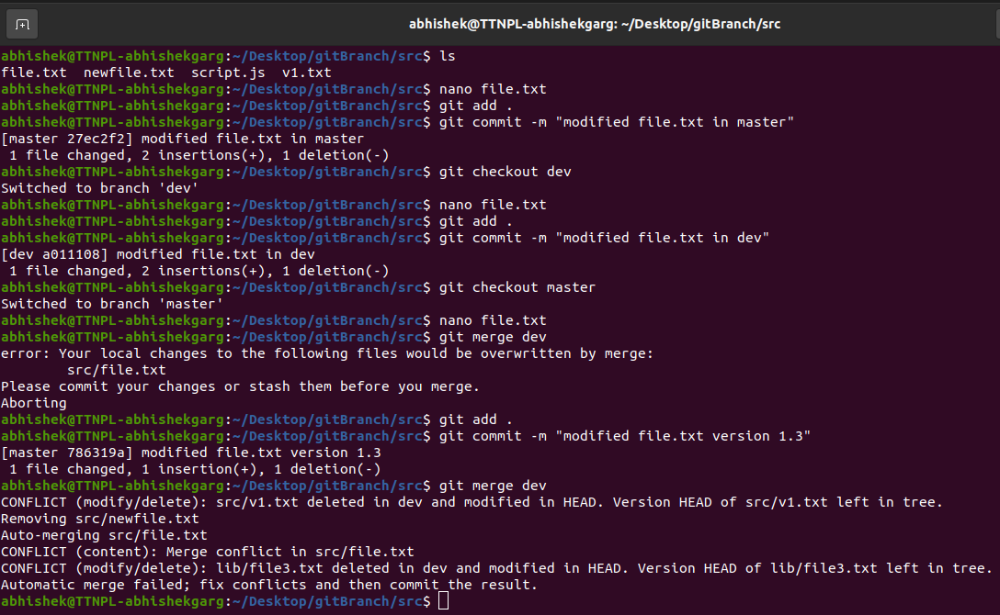 abhishek@TTNPL-abhishekgarg: ~/Desktop/gitBranch/src
abhishek@TTNPL-abhishekgarg:~/Desktop/gitBranch/src$ ls
file.txt  newfile.txt  script.js  v1.txt
abhishek@TTNPL-abhishekgarg:~/Desktop/gitBranch/src$ nano file.txt
abhishek@TTNPL-abhishekgarg:~/Desktop/gitBranch/src$ git add .
abhishek@TTNPL-abhishekgarg:~/Desktop/gitBranch/src$ git commit -m "modified file.txt in master"
[master 27ec2f2] modified file.txt in master
 1 file changed, 2 insertions(+), 1 deletion(-)
abhishek@TTNPL-abhishekgarg:~/Desktop/gitBranch/src$ git checkout dev
Switched to branch 'dev'
abhishek@TTNPL-abhishekgarg:~/Desktop/gitBranch/src$ nano file.txt
abhishek@TTNPL-abhishekgarg:~/Desktop/gitBranch/src$ git add .
abhishek@TTNPL-abhishekgarg:~/Desktop/gitBranch/src$ git commit -m "modified file.txt in dev"
[dev a011108] modified file.txt in dev
 1 file changed, 2 insertions(+), 1 deletion(-)
abhishek@TTNPL-abhishekgarg:~/Desktop/gitBranch/src$ git checkout master
Switched to branch 'master'
abhishek@TTNPL-abhishekgarg:~/Desktop/gitBranch/src$ nano file.txt
abhishek@TTNPL-abhishekgarg:~/Desktop/gitBranch/src$ git merge dev
error: Your local changes to the following files would be overwritten by merge:
        src/file.txt
Please commit your changes or stash them before you merge.
Aborting
abhishek@TTNPL-abhishekgarg:~/Desktop/gitBranch/src$ git add .
abhishek@TTNPL-abhishekgarg:~/Desktop/gitBranch/src$ git commit -m "modified file.txt version 1.3"
[master 786319a] modified file.txt version 1.3
 1 file changed, 1 insertion(+), 1 deletion(-)
abhishek@TTNPL-abhishekgarg:~/Desktop/gitBranch/src$ git merge dev
CONFLICT (modify/delete): src/v1.txt deleted in dev and modified in HEAD. Version HEAD of src/v1.txt left in tree.
Removing src/newfile.txt
Auto-merging src/file.txt
CONFLICT (content): Merge conflict in src/file.txt
CONFLICT (modify/delete): lib/file3.txt deleted in dev and modified in HEAD. Version HEAD of lib/file3.txt left in tree.
Automatic merge failed; fix conflicts and then commit the result.
abhishek@TTNPL-abhishekgarg:~/Desktop/gitBranch/src$